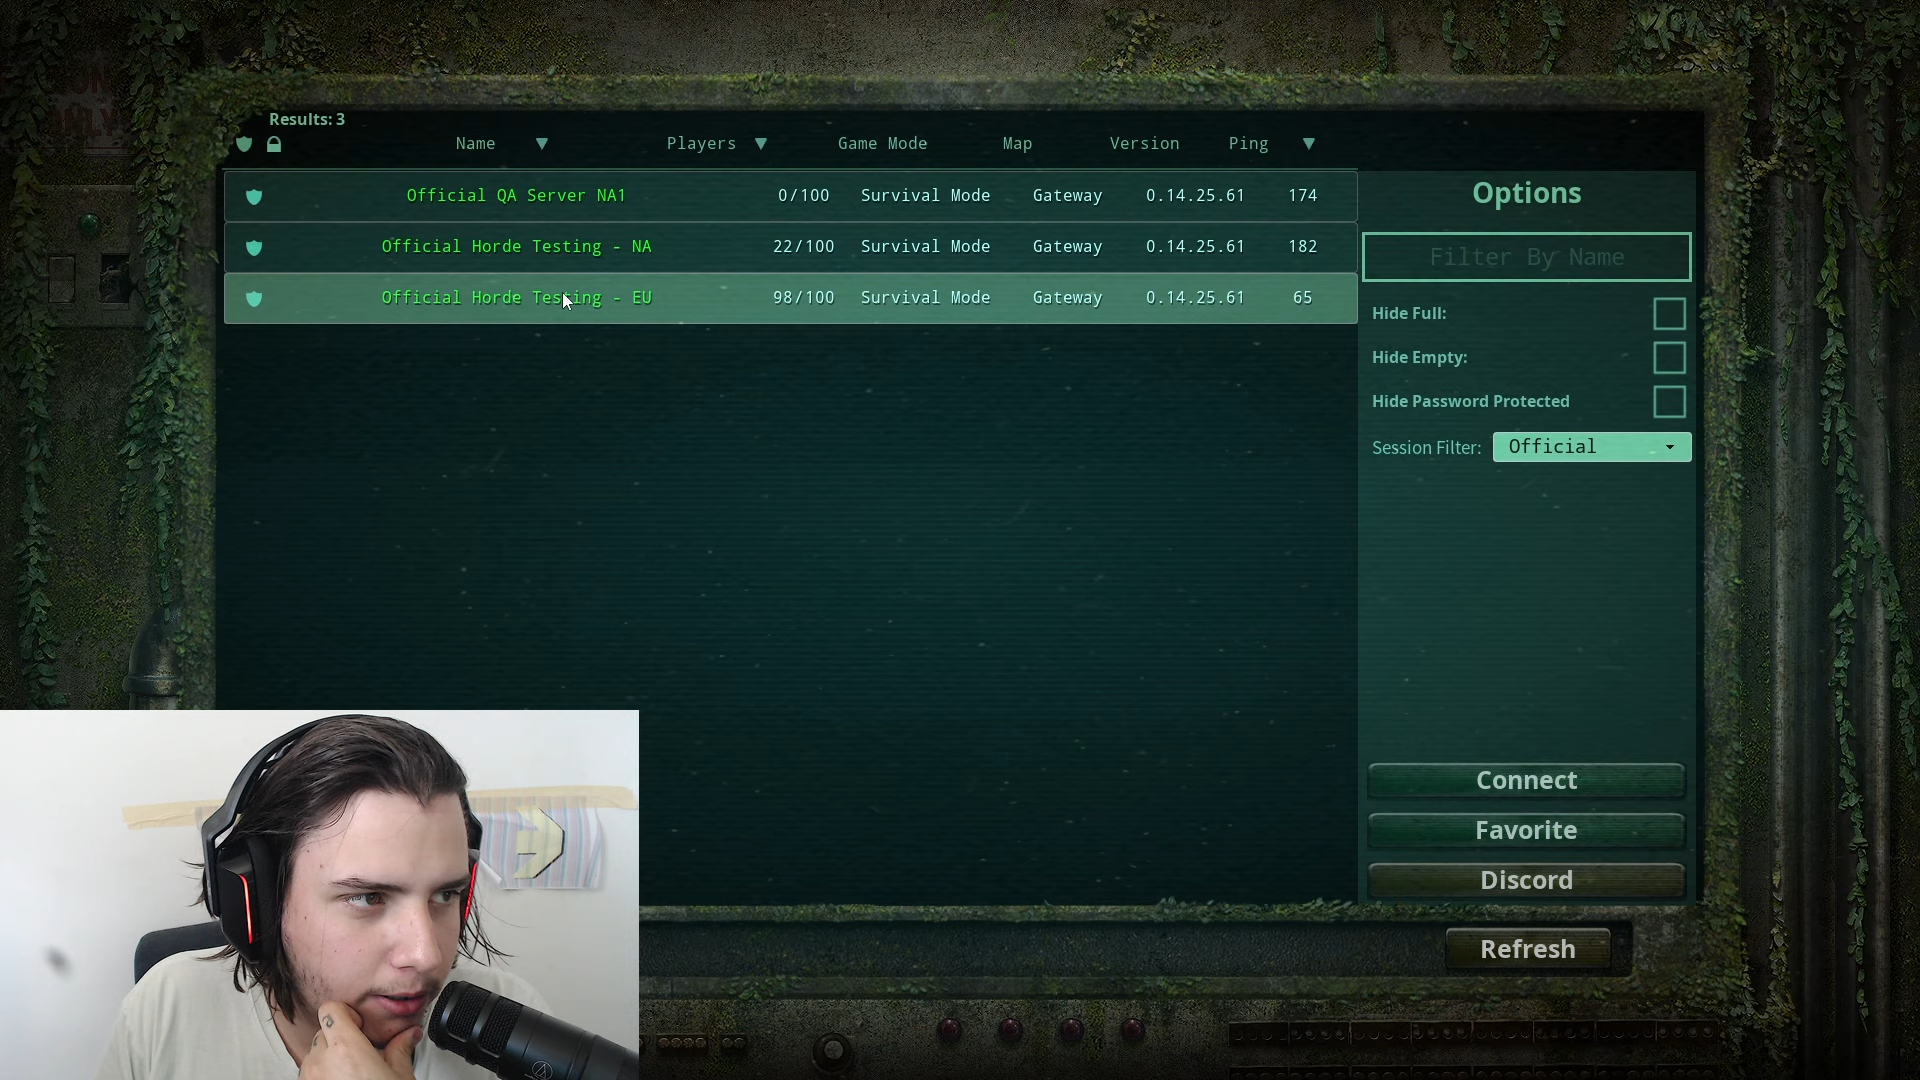 Results: 3
Name Players Game Mode Map Version Ping
Official QA Server NA1 0/100 Survival Mode Gateway 0.14.25.61 174
Official Horde Testing - NA 22/100 Survival Mode Gateway 0.14.25.61 182
Official Horde Testing - EU 98/100 Survival Mode Gateway 0.14.25.61 65
Options
Filter By Name
Hide Full:
Hide Empty:
Hide Password Protected
Session Filter: Official
Connect
Favorite
Discord
Refresh